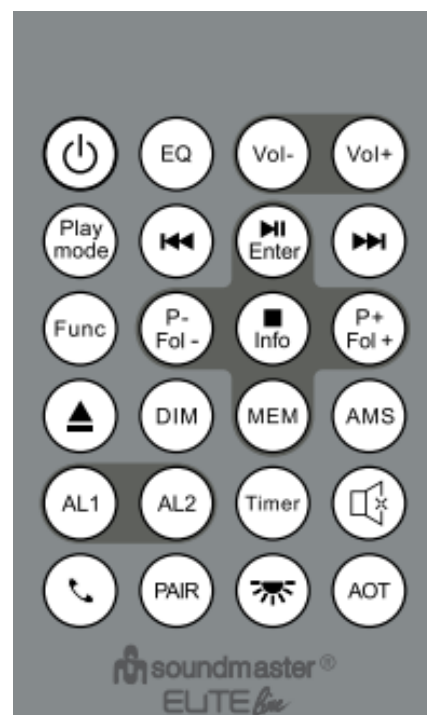 EQ Vol- Vol+
Play
mode
Enter
Func
P-
Fol -
Info
P+
Fol +
DIM MEM AMS
AL1 AL2 Timer
PAIR AOT
soundmaster ®
ELITE line